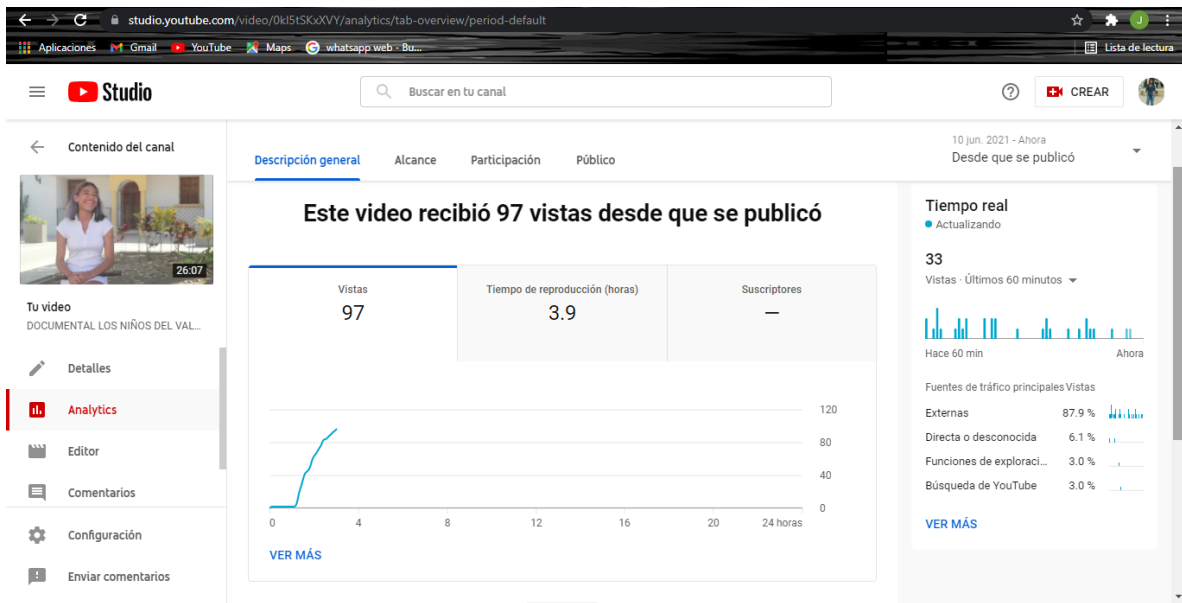 studio.youtube.com/video/0kI5tSKxXVY/analytics/tab-overview/period-default
J
Aplicaciones Gmail YouTube Maps whatsapp web - Bu... Lista de lectura
Studio
Buscar en tu canal
CREAR
Contenido del canal
26:07
Tu video
DOCUMENTAL LOS NIÑOS DEL VAL...
Detalles
Analytics
Editor
Comentarios
Configuración
Enviar comentarios
Descripción general Alcance Participación Público
10 jun. 2021 - Ahora
Desde que se publicó
Este video recibió 97 vistas desde que se publicó
Vistas
97
Tiempo de reproducción (horas)
3.9
Suscriptores
—
120
80
40
0
0 4 8 12 16 20 24 horas
VER MÁS
Tiempo real
Actualizando
33
Vistas · Últimos 60 minutos
Hace 60 min Ahora
Fuentes de tráfico principales Vistas
Externas 87.9 %
Directa o desconocida 6.1 %
Funciones de exploraci... 3.0 %
Búsqueda de YouTube 3.0 %
VER MÁS